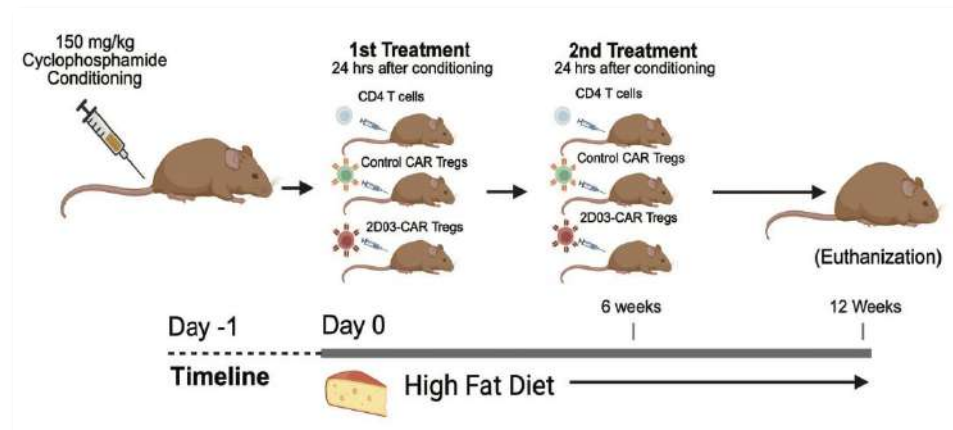 150 mg/kg
Cyclophosphamide
Conditioning
1st Treatment
24 hrs after conditioning
CD4 T cells
Control CAR Tregs
2D03-CAR Tregs
2nd Treatment
24 hrs after conditioning
CD4 T cells
Control CAR Tregs
2D03-CAR Tregs
(Euthanization)
6 weeks
12 Weeks
Day -1
Day 0
Timeline
High Fat Diet